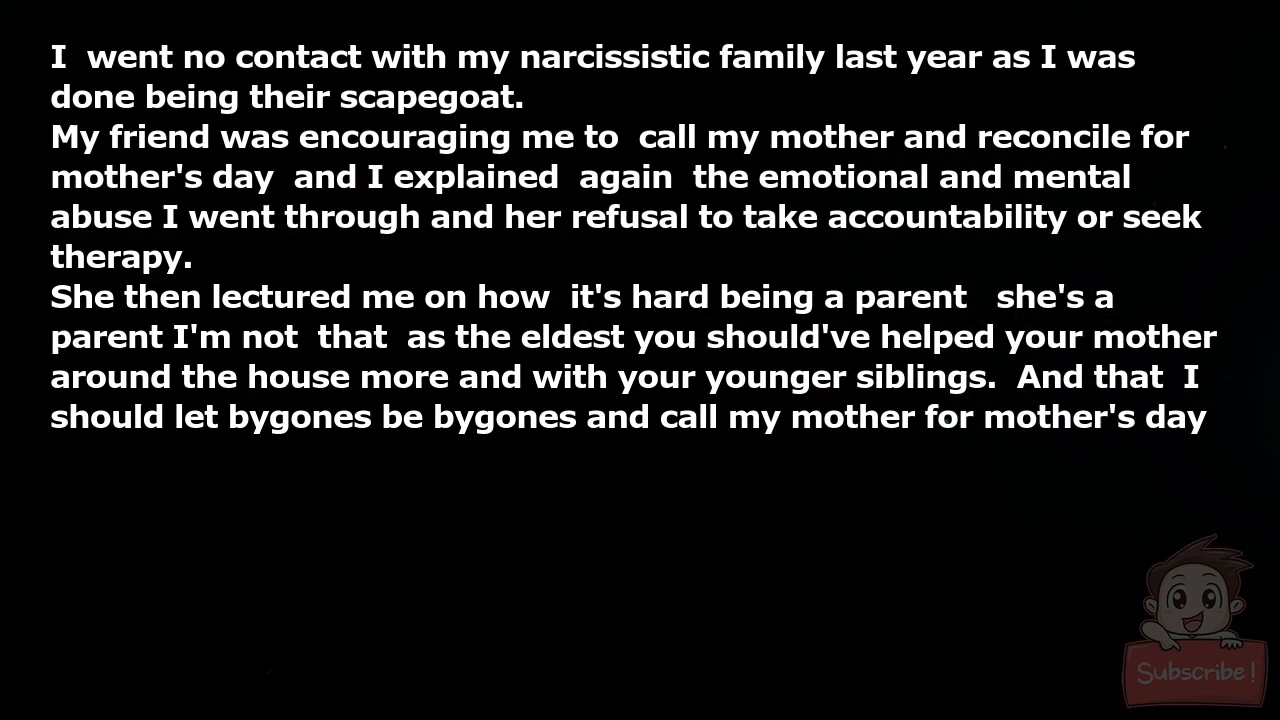 I  went no contact with my narcissistic family last year as I was
done being their scapegoat.
My friend was encouraging me to  call my mother and reconcile for
mother's day  and I explained  again  the emotional and mental
abuse I went through and her refusal to take accountability or seek
therapy.
She then lectured me on how  it's hard being a parent   she's a
parent I'm not  that  as the eldest you should've helped your mother
around the house more and with your younger siblings.  And that  I
should let bygones be bygones and call my mother for mother's day
Subscribe!